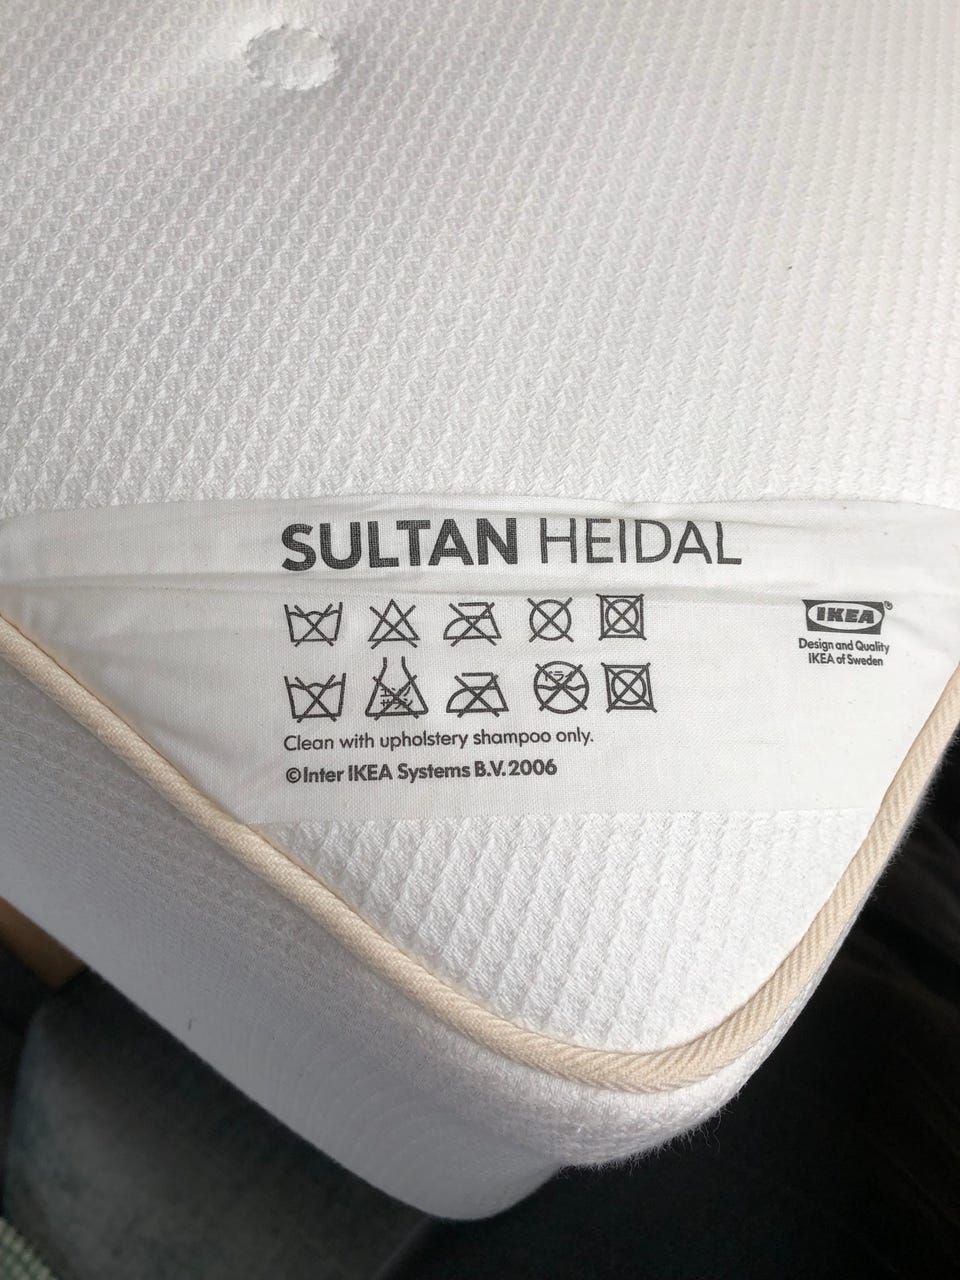 SULTAN HEIDAL
IKEA®
Design and Quality
IKEA of Sweden
Clean with upholstery shampoo only.
©Inter IKEA Systems B.V. 2006